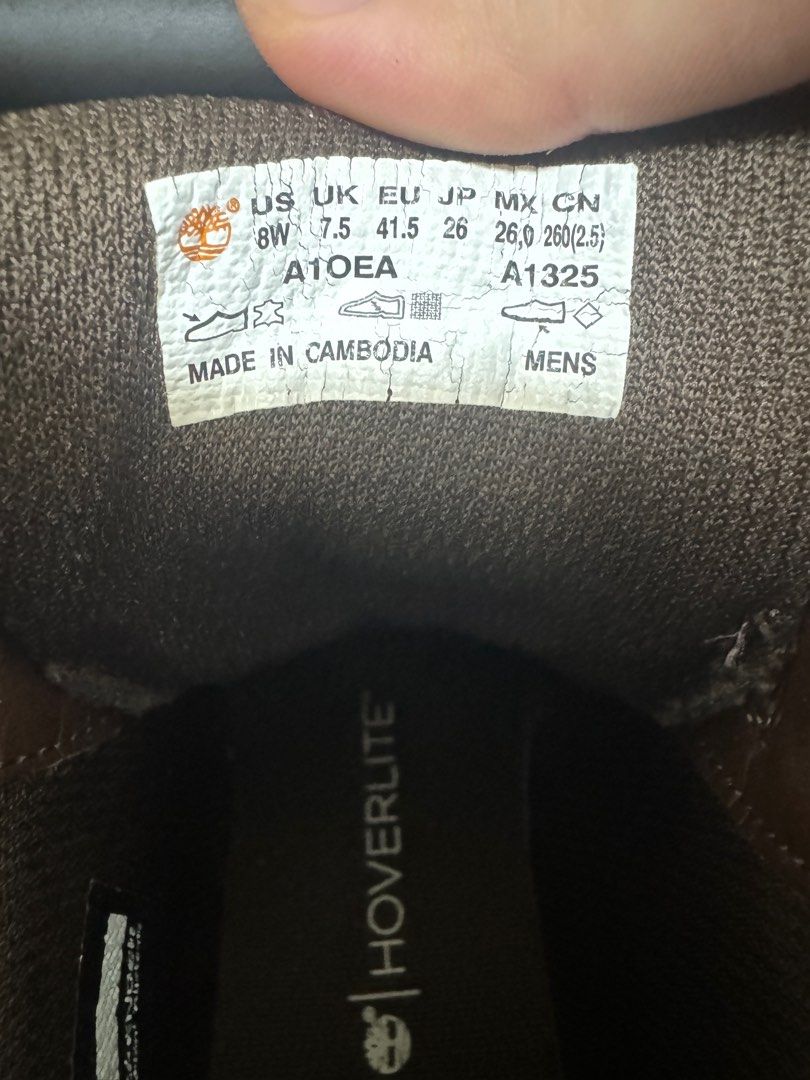 US UK EU JP MX CN
8W 7.5 41.5 26 26,0 260(2.5)
A1OEA A1325
MADE IN CAMBODIA MENS
HOVERLITE